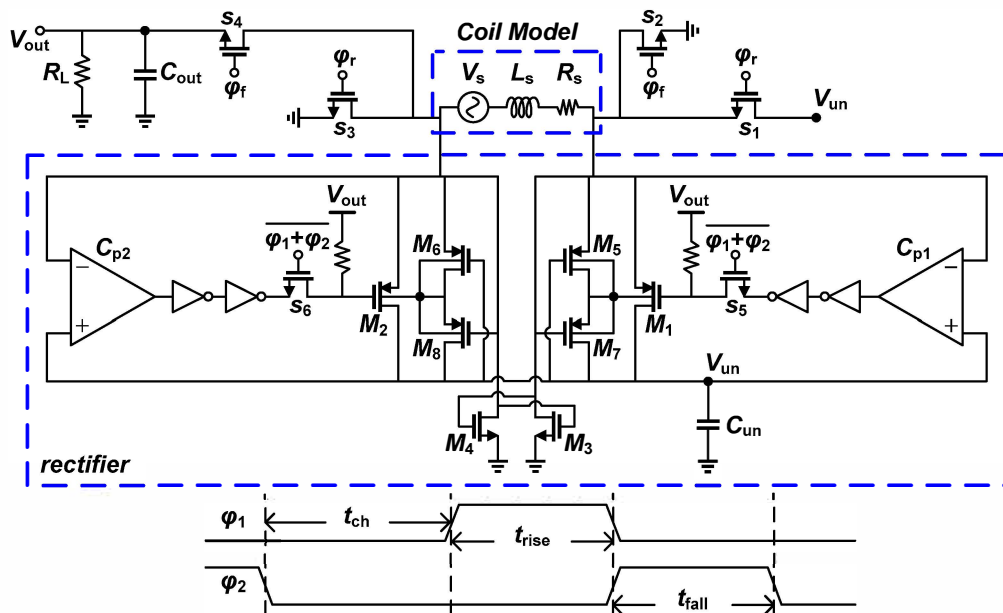 Coil Model
Vout
s4
s2
RL
Cout
φf
φr
Vs
Ls
Rs
φf
φr
s3
s1
Vun
Vout
Vout
Cp2
φ1+φ2
M6
M5
φ1+φ2
Cp1
−
−
+
+
s6
M2
M8
M7
M1
s5
Vun
M4
M3
Cun
rectifier
φ1
tch
trise
φ2
tfall